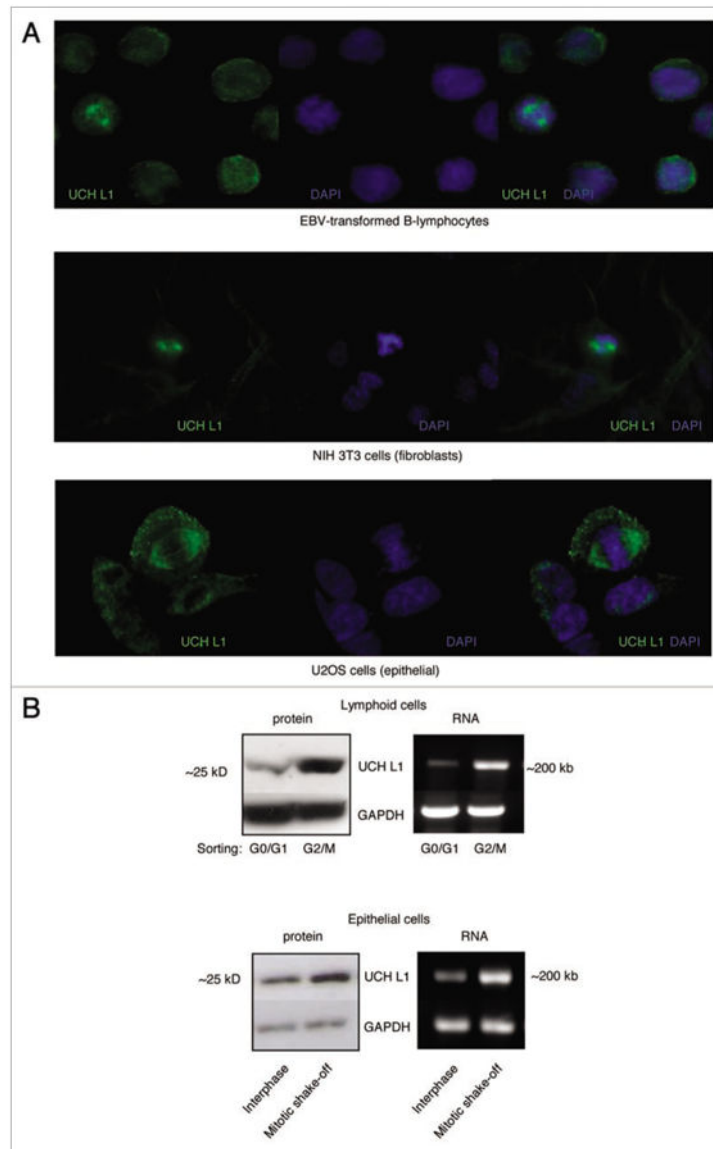 A
UCH L1 DAPI UCH L1 DAPI
EBV-transformed B-lymphocytes
UCH L1 DAPI UCH L1 DAPI
NIH 3T3 cells (fibroblasts)
UCH L1 DAPI UCH L1 DAPI
U2OS cells (epithelial)
B
Lymphoid cells
protein RNA
~25 kD UCH L1 ~200 kb
GAPDH
Sorting: G0/G1 G2/M G0/G1 G2/M
Epithelial cells
protein RNA
~25 kD UCH L1 ~200 kb
GAPDH
Interphase Mitotic shake-off Interphase Mitotic shake-off